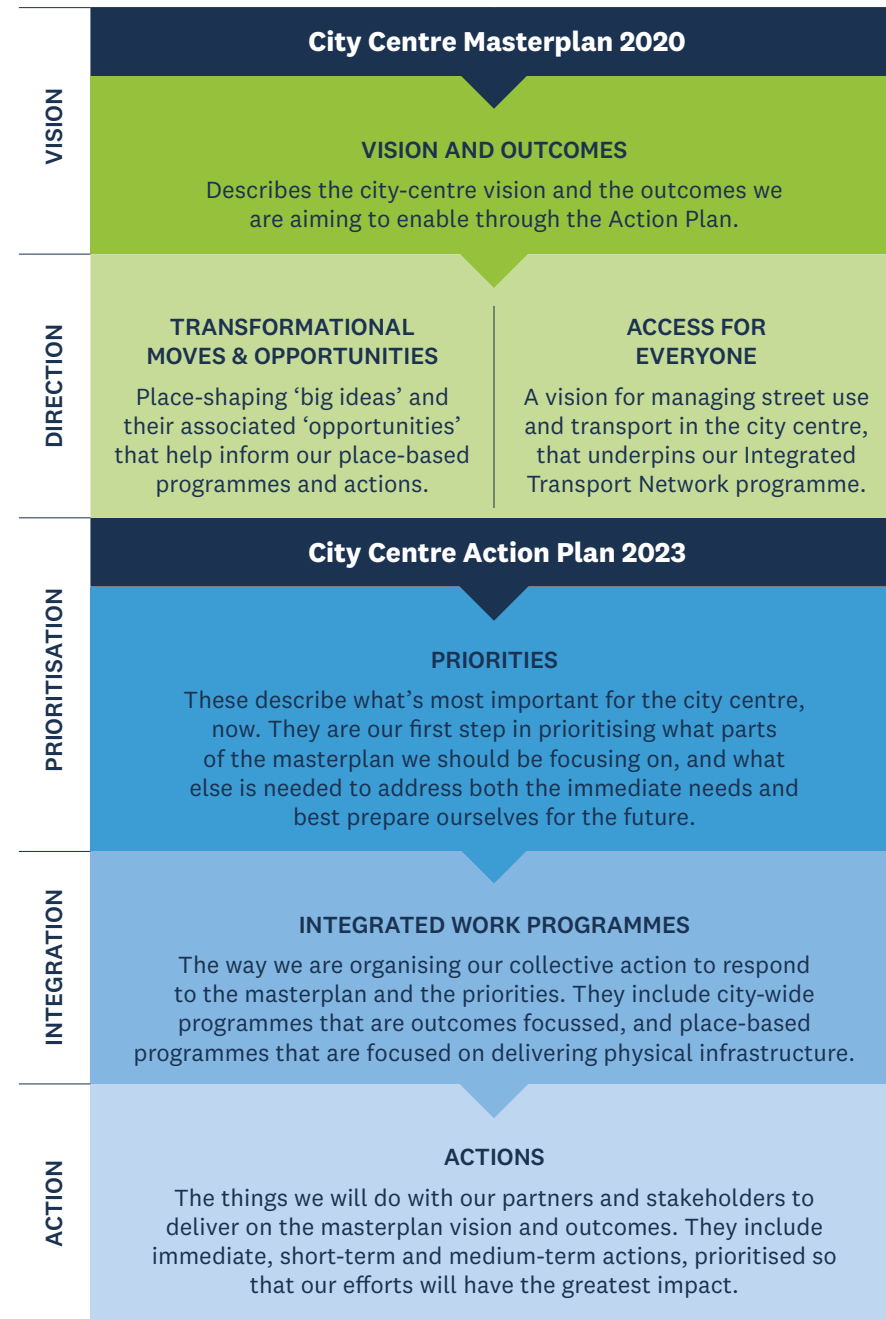 VISION
City Centre Masterplan 2020
VISION AND OUTCOMES
Describes the city-centre vision and the outcomes we
are aiming to enable through the Action Plan.
DIRECTION
TRANSFORMATIONAL
MOVES & OPPORTUNITIES
Place-shaping ‘big ideas’ and
their associated ‘opportunities’
that help inform our place-based
programmes and actions.
ACCESS FOR
EVERYONE
A vision for managing street use
and transport in the city centre,
that underpins our Integrated
Transport Network programme.
PRIORITISATION
City Centre Action Plan 2023
PRIORITIES
These describe what’s most important for the city centre,
now. They are our first step in prioritising what parts
of the masterplan we should be focusing on, and what
else is needed to address both the immediate needs and
best prepare ourselves for the future.
INTEGRATION
INTEGRATED WORK PROGRAMMES
The way we are organising our collective action to respond
to the masterplan and the priorities. They include city-wide
programmes that are outcomes focussed, and place-based
programmes that are focused on delivering physical infrastructure.
ACTION
ACTIONS
The things we will do with our partners and stakeholders to
deliver on the masterplan vision and outcomes. They include
immediate, short-term and medium-term actions, prioritised so
that our efforts will have the greatest impact.